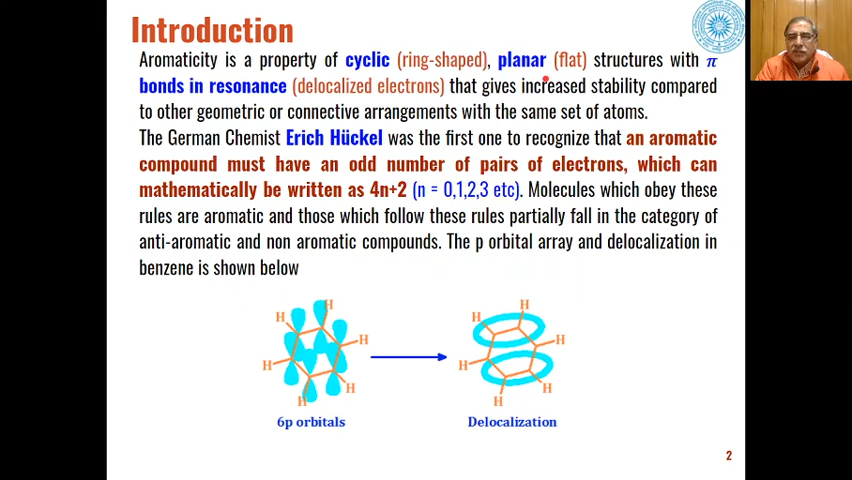 Introduction
Aromaticity is a property of cyclic (ring-shaped), planar (flat) structures with π
bonds in resonance (delocalized electrons) that gives increased stability compared
to other geometric or connective arrangements with the same set of atoms.
The German Chemist Erich Hückel was the first one to recognize that an aromatic
compound must have an odd number of pairs of electrons, which can
mathematically be written as 4n+2 (n = 0,1,2,3 etc). Molecules which obey these
rules are aromatic and those which follow these rules partially fall in the category of
anti-aromatic and non aromatic compounds. The p orbital array and delocalization in
benzene is shown below
H H H H H H
H H H H H H
6p orbitals
Delocalization
2